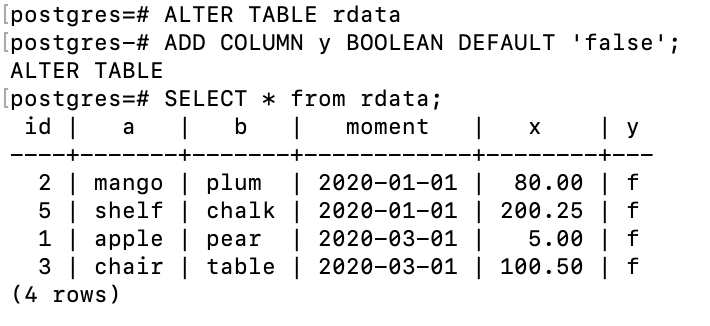 [postgres=# ALTER TABLE rdata
[postgres-# ADD COLUMN y BOOLEAN DEFAULT 'false';
ALTER TABLE
[postgres=# SELECT * from rdata;
 id |   a   |   b   |   moment   |   x    | y
----+-------+-------+------------+--------+---
  2 | mango | plum  | 2020-01-01 |  80.00 | f
  5 | shelf | chalk | 2020-01-01 | 200.25 | f
  1 | apple | pear  | 2020-03-01 |   5.00 | f
  3 | chair | table | 2020-03-01 | 100.50 | f
(4 rows)